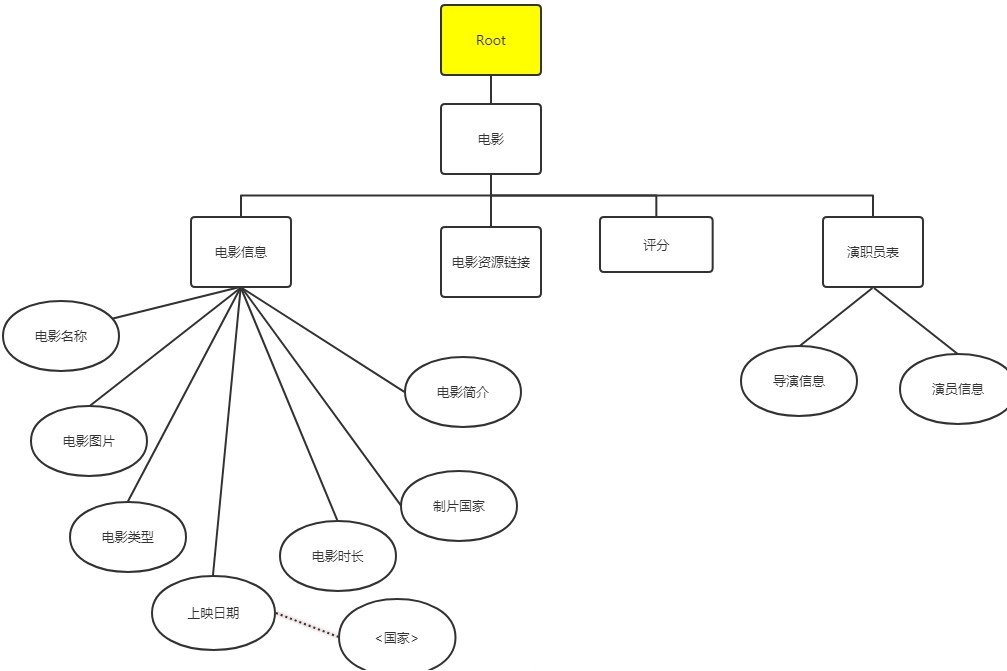 Root
电影
电影信息
电影资源链接
评分
演职员表
电影名称
电影图片
电影类型
上映日期
<国家>
电影时长
制片国家
电影简介
导演信息
演员信息